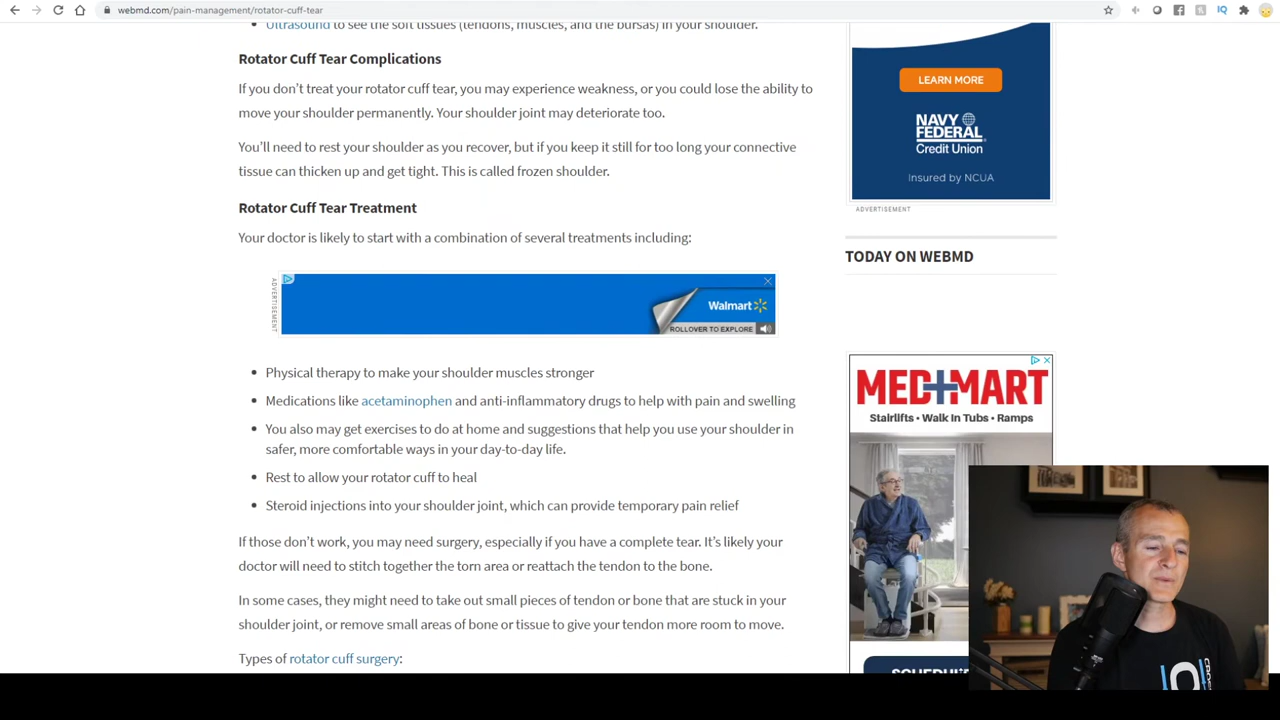 webmd.com/pain-management/rotator-cuff-tear
Ultrasound to see the soft tissues (tendons, muscles, and the bursas) in your shoulder.
Rotator Cuff Tear Complications
If you don't treat your rotator cuff tear, you may experience weakness, or you could lose the ability to
move your shoulder permanently. Your shoulder joint may deteriorate too.
You'll need to rest your shoulder as you recover, but if you keep it still for too long your connective
tissue can thicken up and get tight. This is called frozen shoulder.
Rotator Cuff Tear Treatment
Your doctor is likely to start with a combination of several treatments including:
ADVERTISEMENT
Walmart
ROLLOVER TO EXPLORE
• Physical therapy to make your shoulder muscles stronger
• Medications like acetaminophen and anti-inflammatory drugs to help with pain and swelling
• You also may get exercises to do at home and suggestions that help you use your shoulder in
safer, more comfortable ways in your day-to-day life.
• Rest to allow your rotator cuff to heal
• Steroid injections into your shoulder joint, which can provide temporary pain relief
If those don't work, you may need surgery, especially if you have a complete tear. It's likely your
doctor will need to stitch together the torn area or reattach the tendon to the bone.
In some cases, they might need to take out small pieces of tendon or bone that are stuck in your
shoulder joint, or remove small areas of bone or tissue to give your tendon more room to move.
Types of rotator cuff surgery:
LEARN MORE
NAVY
FEDERAL
Credit Union
Insured by NCUA
ADVERTISEMENT
TODAY ON WEBMD
MED+MART
Stairlifts • Walk In Tubs • Ramps